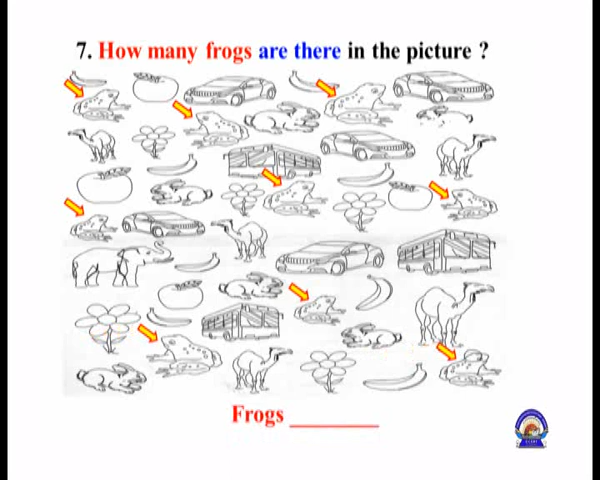 7. How many frogs are there in the picture ?
Frogs ________